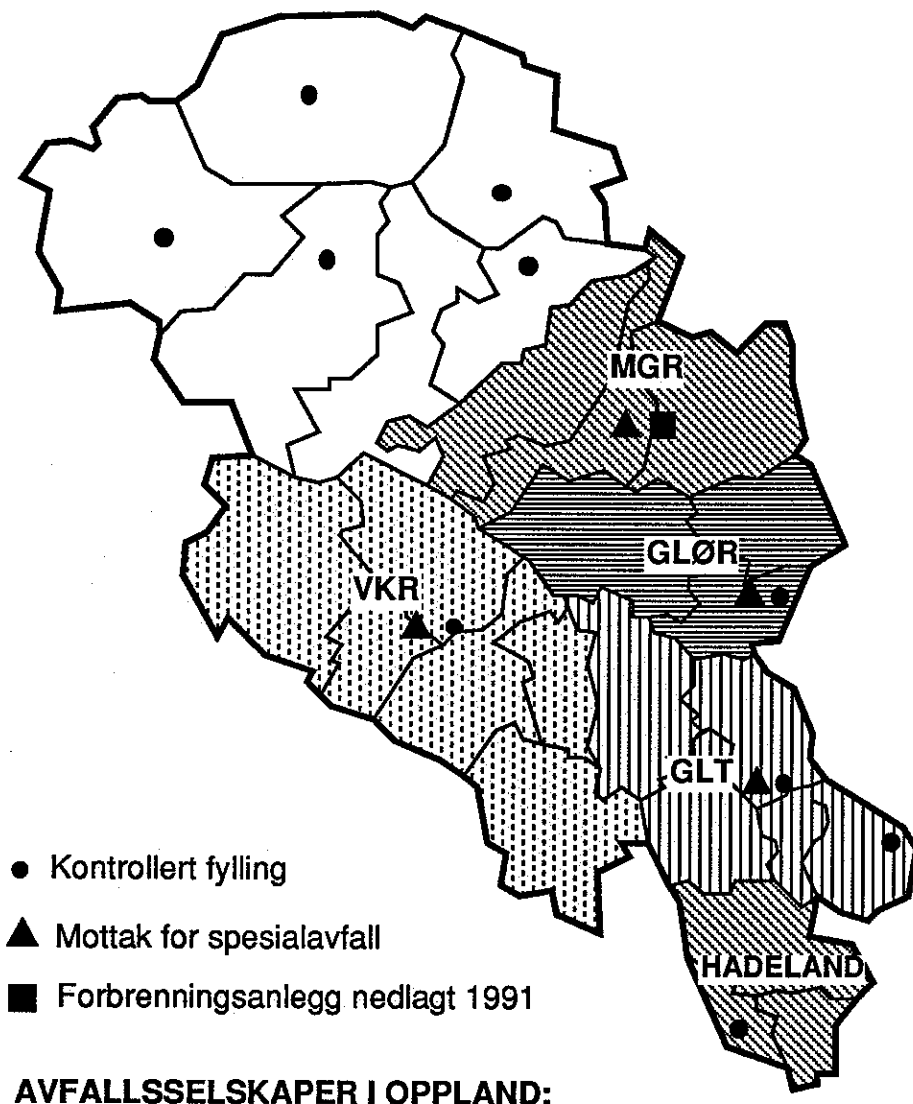 MGR
GLØR
VKR
GLT
● Kontrollert fylling
▲ Mottak for spesialavfall
HADELAND
■ Forbrenningsanlegg nedlagt 1991
AVFALLSSELSKAPER I OPPLAND: